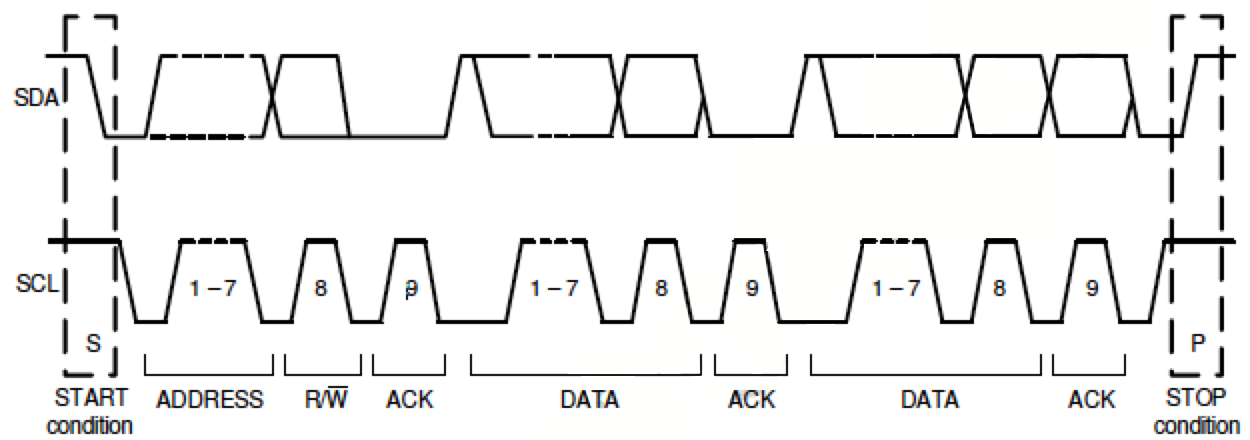 SDA
SCL
1 – 7
8
9
1 – 7
8
9
1 – 7
8
9
S
P
START
condition
ADDRESS
R/W̅
ACK
DATA
ACK
DATA
ACK
STOP
condition